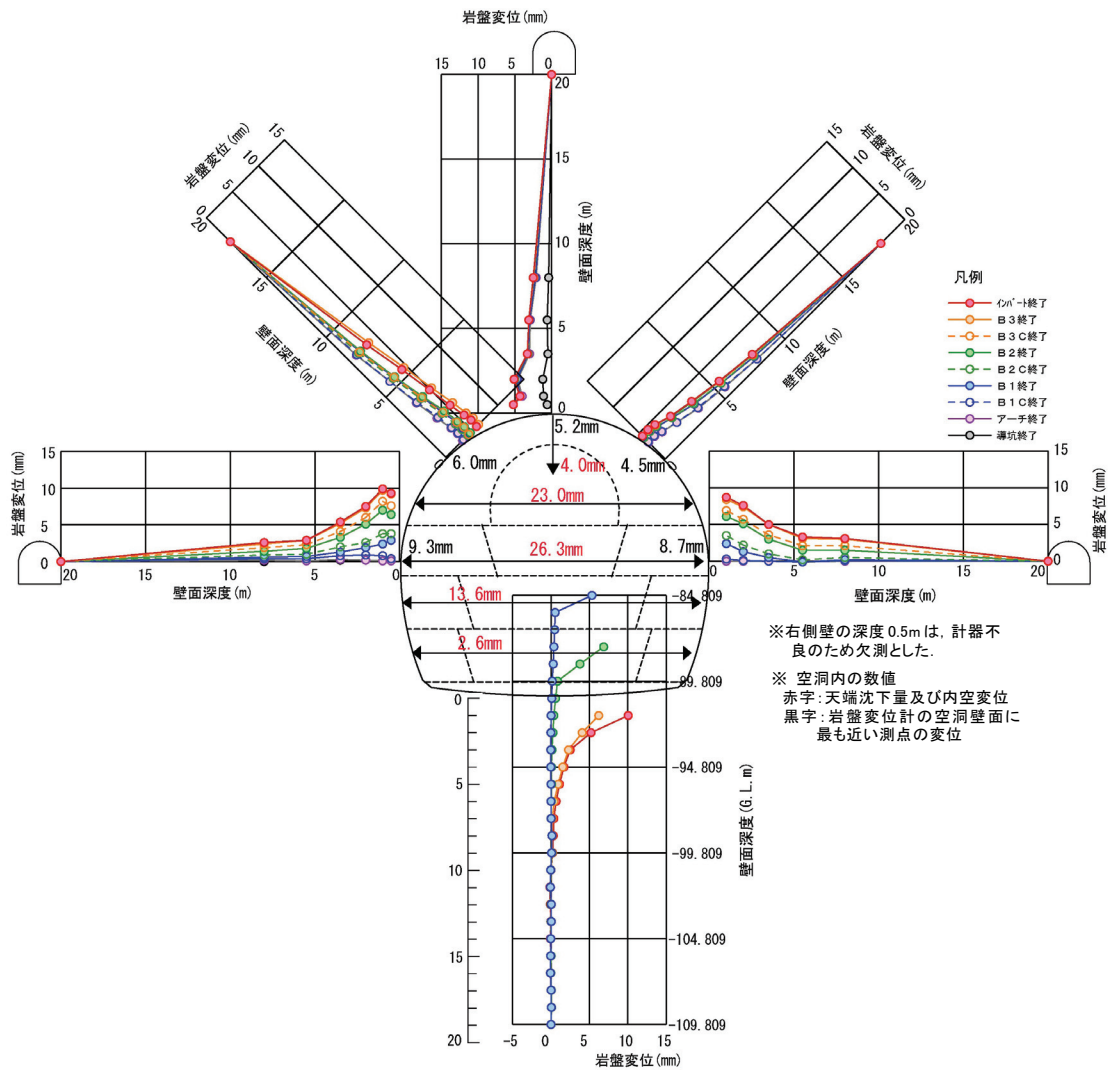 岩盤変位(mm)
15 10 5 0
20
15
10
5
0
壁面深度(m)
岩盤変位(mm)
15
10
5
0
20
15
10
5
0
壁面深度(m)
岩盤変位(mm)
15
10
5
0
20
15
10
5
0
壁面深度(m)
凡例
インバート終了
B3終了
B3C終了
B2終了
B2C終了
B1終了
B1C終了
アーチ終了
導坑終了
5.2mm
6.0mm
4.0mm
4.5mm
23.0mm
9.3mm
26.3mm
8.7mm
13.6mm
2.6mm
岩盤変位(mm)
15
10
5
0
20 10 5 0
壁面深度(m)
15
10
5
0
岩盤変位(mm)
0 5 10 15 20
壁面深度(m)
※右側壁の深度0.5mは,計器不
良のため欠測とした.
※ 空洞内の数値
赤字:天端沈下量及び内空変位
黒字:岩盤変位計の空洞壁面に
最も近い測点の変位
-84.809
-89.809
-94.809
-99.809
-104.809
-109.809
壁面深度(G.L.m)
0
5
10
15
20
-5 0 5 10 15
岩盤変位(mm)